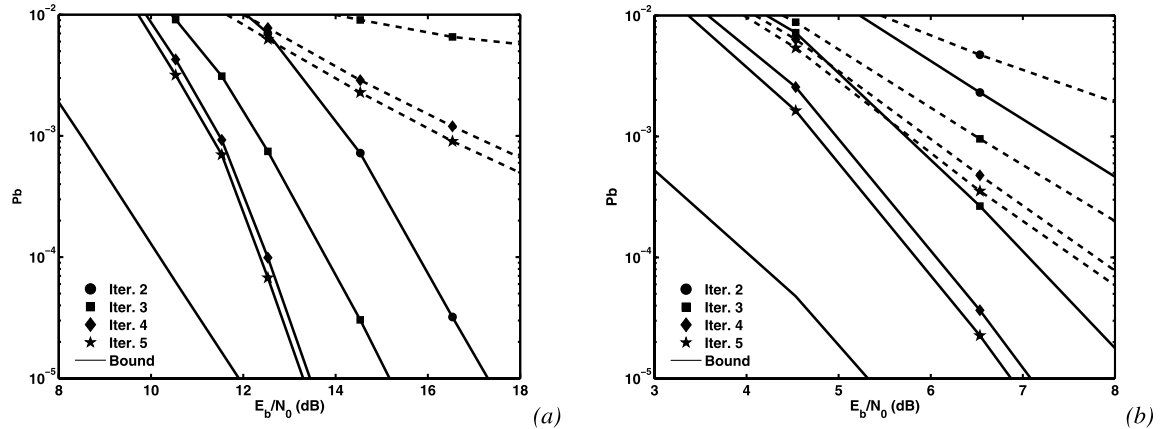 10⁻²
10⁻³
10⁻⁴
10⁻⁵
Pb
Iter. 2
Iter. 3
Iter. 4
Iter. 5
Bound
8 10 12 14 16 18
E_b/N_0 (dB)
(a)
10⁻²
10⁻³
10⁻⁴
10⁻⁵
Pb
Iter. 2
Iter. 3
Iter. 4
Iter. 5
Bound
3 4 5 6 7 8
E_b/N_0 (dB)
(b)